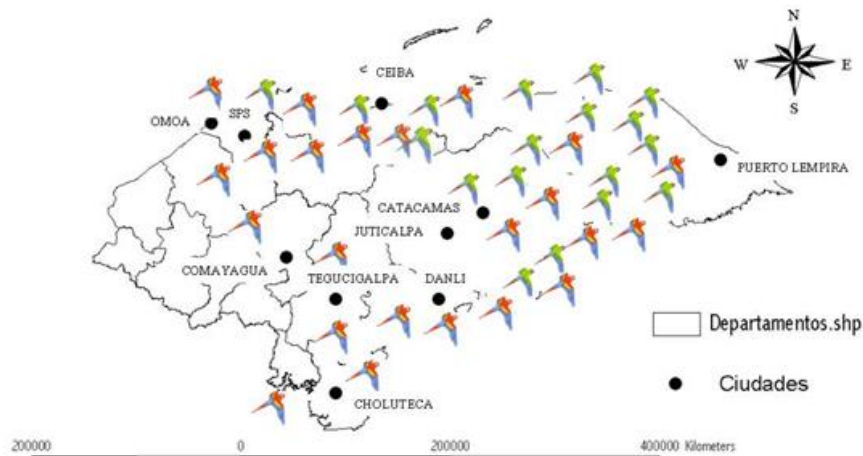 N
W E
S
CEIBA
OMOA
SPS
PUERTO LEMPIRA
CATACAMAS
JUTICALPA
COMAYAGUA
TEGUCIGALPA
DANLI
CHOLUTECA
Departamentos.shp
Ciudades
200000 0 200000 400000 Kilometers